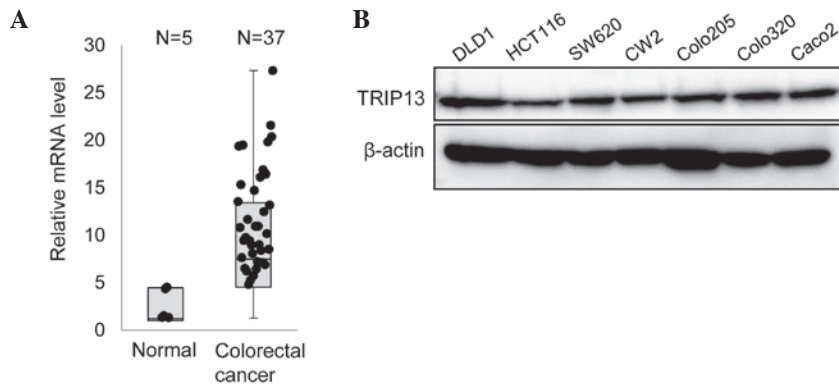 A
N=5 N=37
30
25
20
15
10
5
0
Relative mRNA level
Normal
Colorectal
cancer
B
DLD1 HCT116 SW620 CW2 Colo205 Colo320 Caco2
TRIP13
β-actin